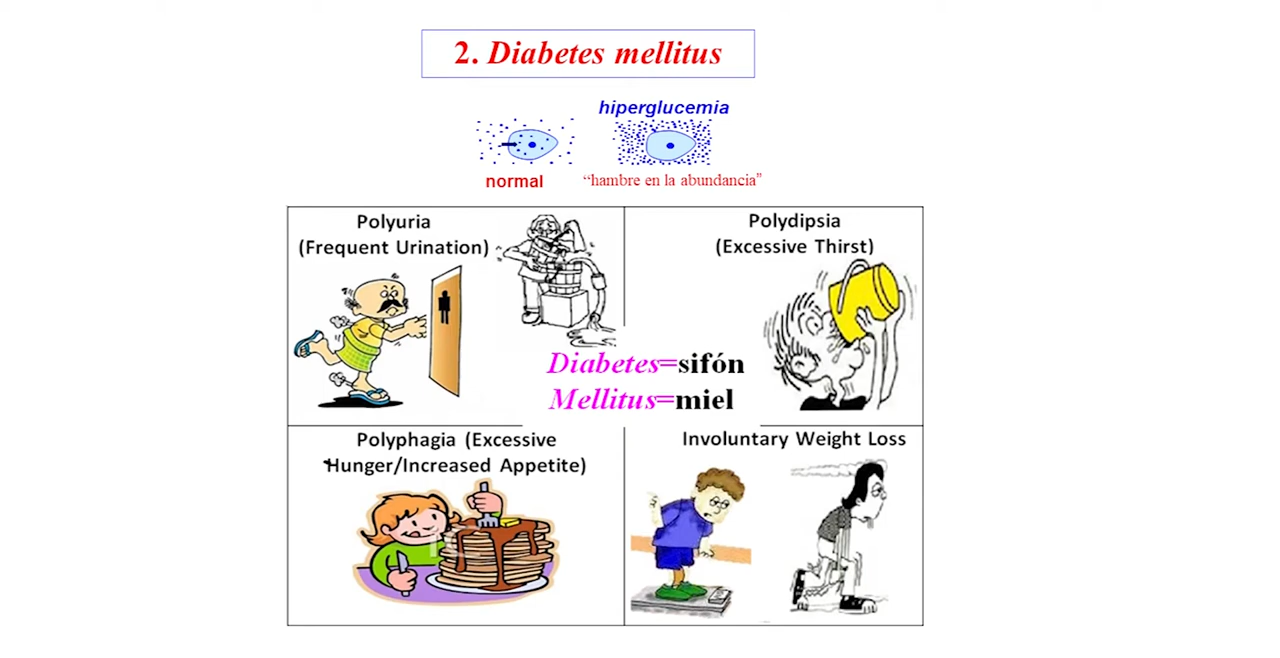 2. Diabetes mellitus
hiperglucemia
normal
“hambre en la abundancia”
Polyuria
(Frequent Urination)
Polydipsia
(Excessive Thirst)
Diabetes=sifón
Mellitus=miel
Polyphagia (Excessive
Hunger/Increased Appetite)
Involuntary Weight Loss